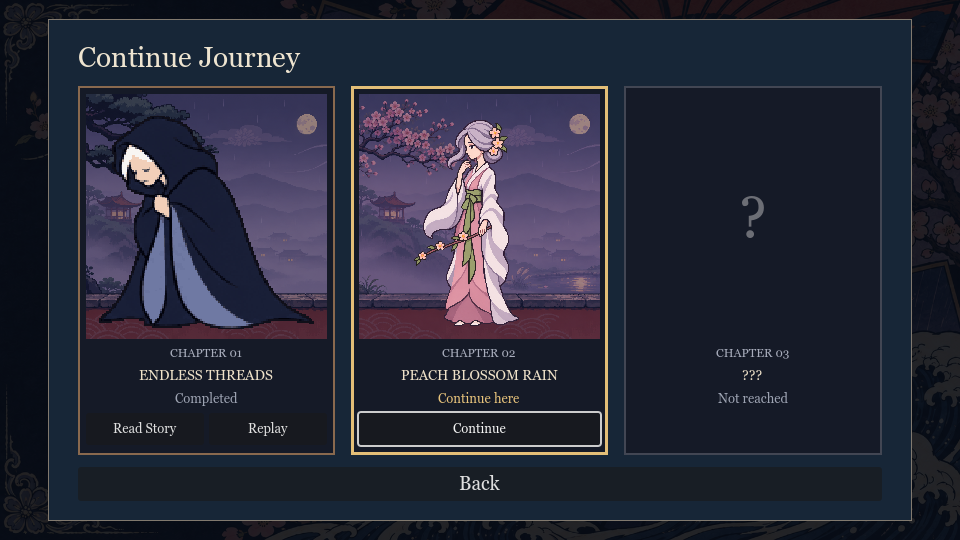 Continue Journey
CHAPTER 01
ENDLESS THREADS
Completed
Read Story
Replay
CHAPTER 02
PEACH BLOSSOM RAIN
Continue here
Continue
?
CHAPTER 03
???
Not reached
Back